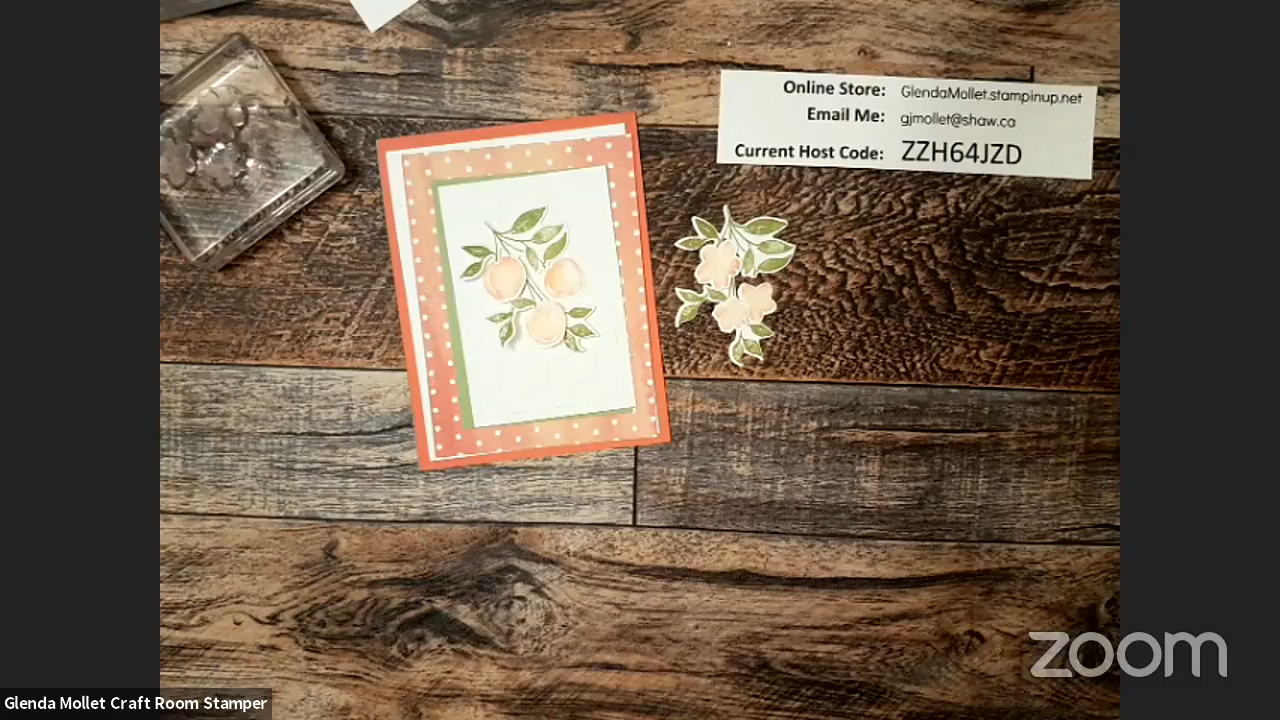 Online Store: GlendaMollet.stampinup.net
Email Me: gjmollet@shaw.ca
Current Host Code: ZZH64JZD
zoom
Glenda Mollet Craft Room Stamper